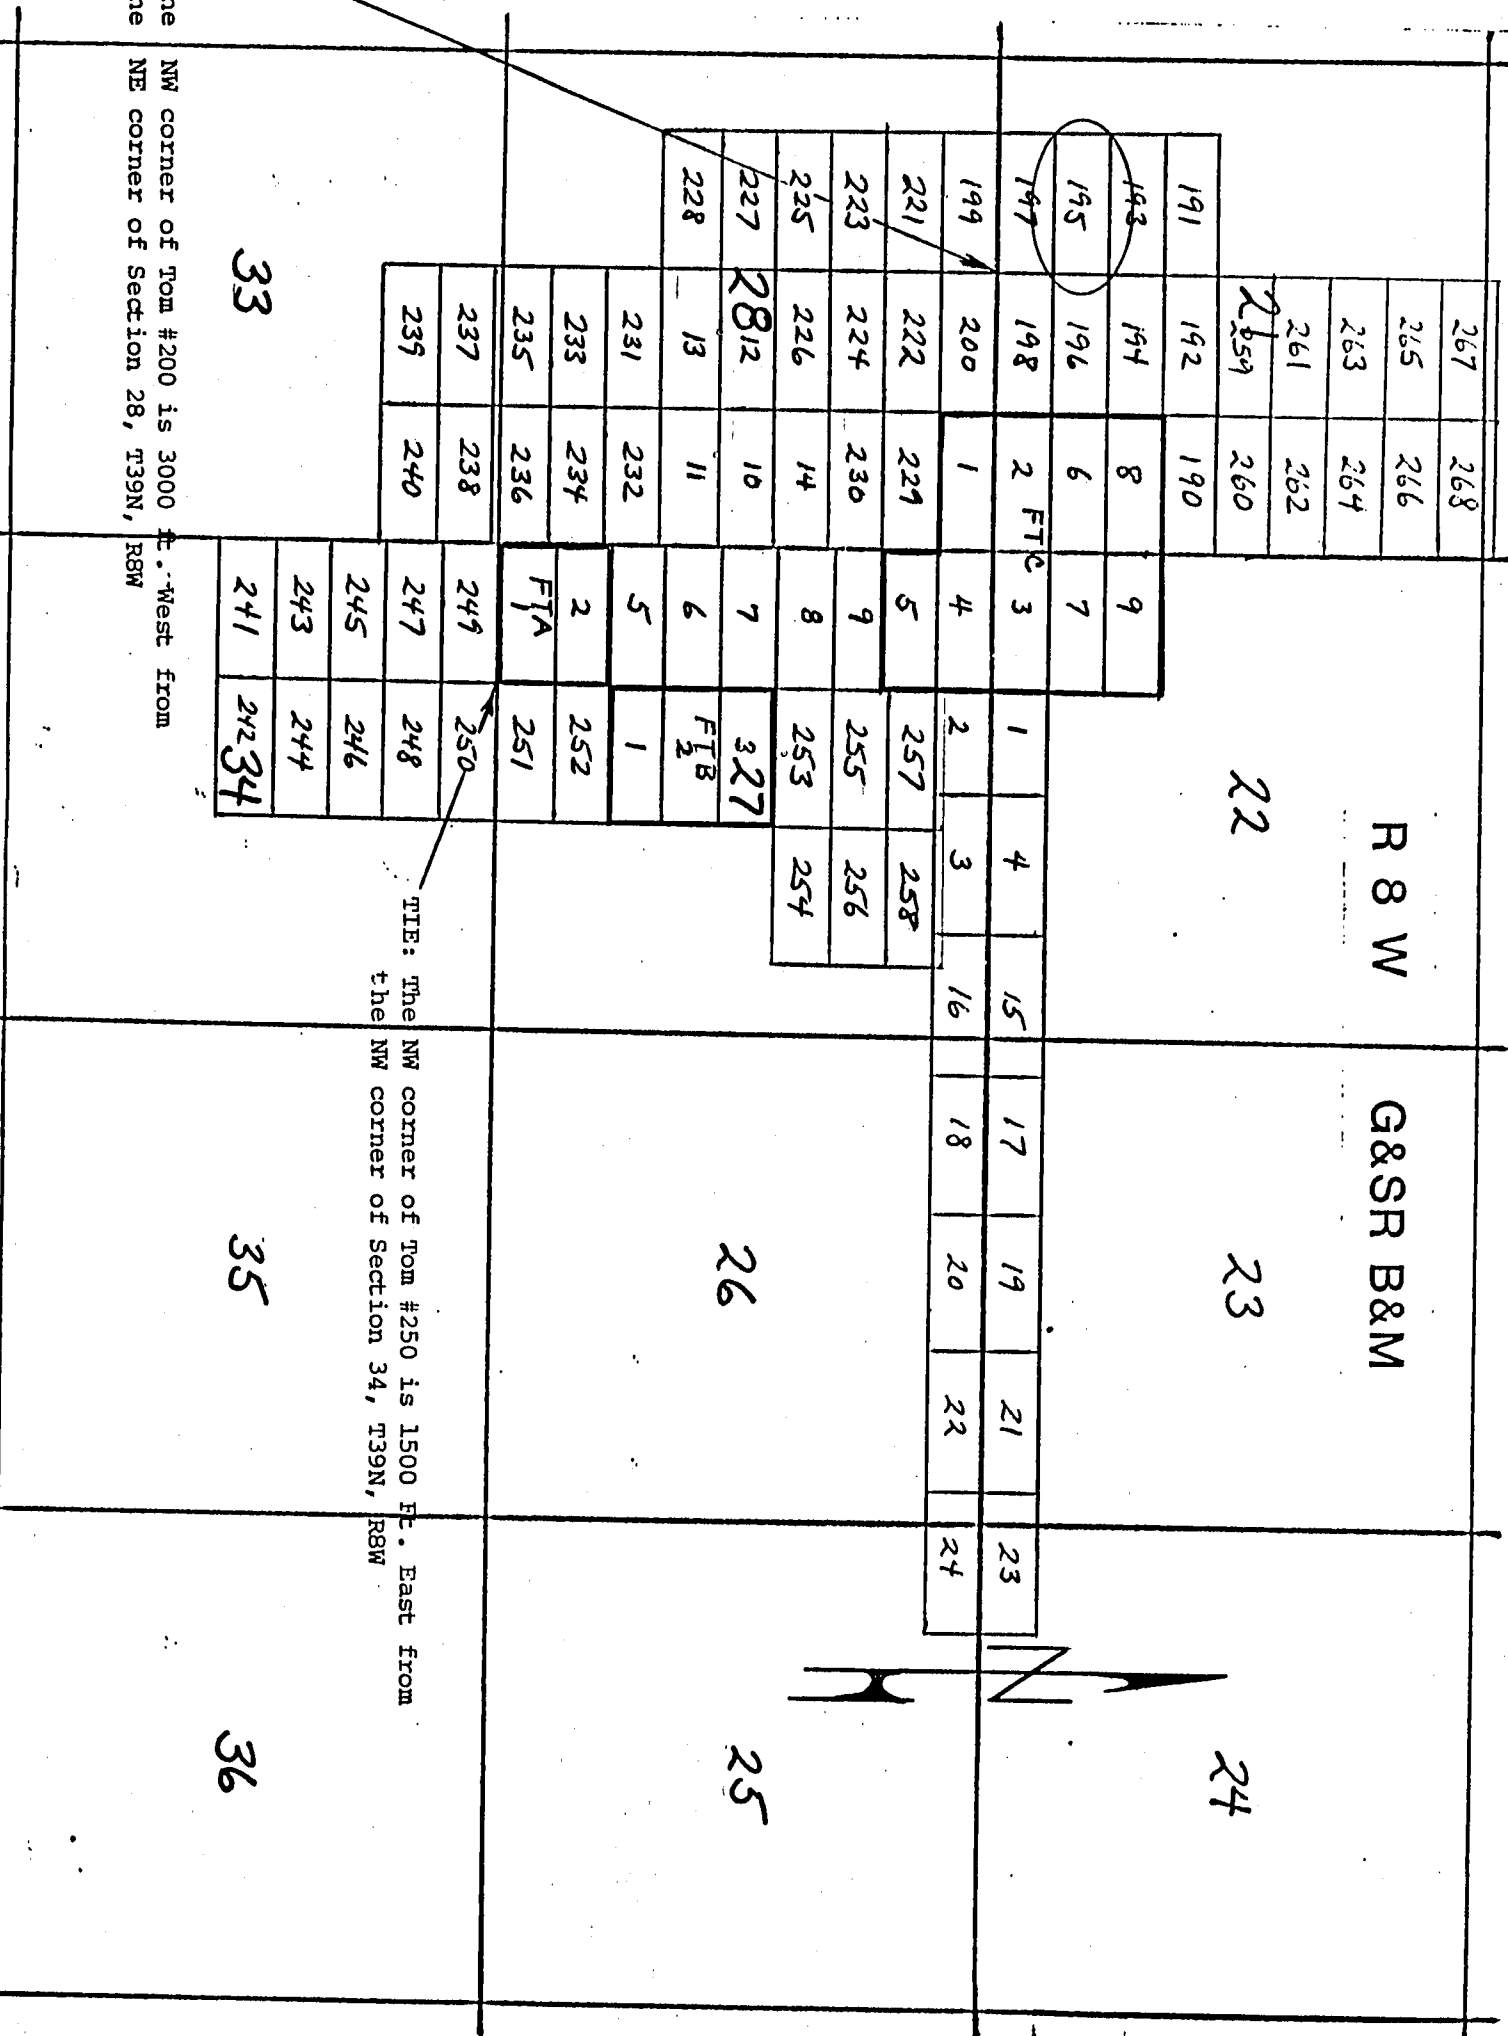 267 268
R 8 W G&SR B&M
265 266
263 264
261 262
21 259 260 22 23 24
191 192 190
193 194 8 9
195 196 6 7
197 198 2 FTC 3 1 4 15 17 19 21 23 N
199 200 1 4 2 3 16 18 20 22 24
221 222 229 5 257 258
223 224 230 9 255 256
225 226 14 8 253 254
227 28 12 10 7 3 27 26 25
228 13 11 6 FTB 2
231 232 5 1
233 234 2 252
235 236 FTA 1 251
237 238 249 250
239 240 247 248
TIE: The NW corner of Tom #250 is 1500 Ft. East from
the NW corner of Section 34, T39N, R8W
245 246
243 244
33 241 242 34 35 36
NW corner of Tom #200 is 3000 ft. West from
NE corner of Section 28, T39N, R8W